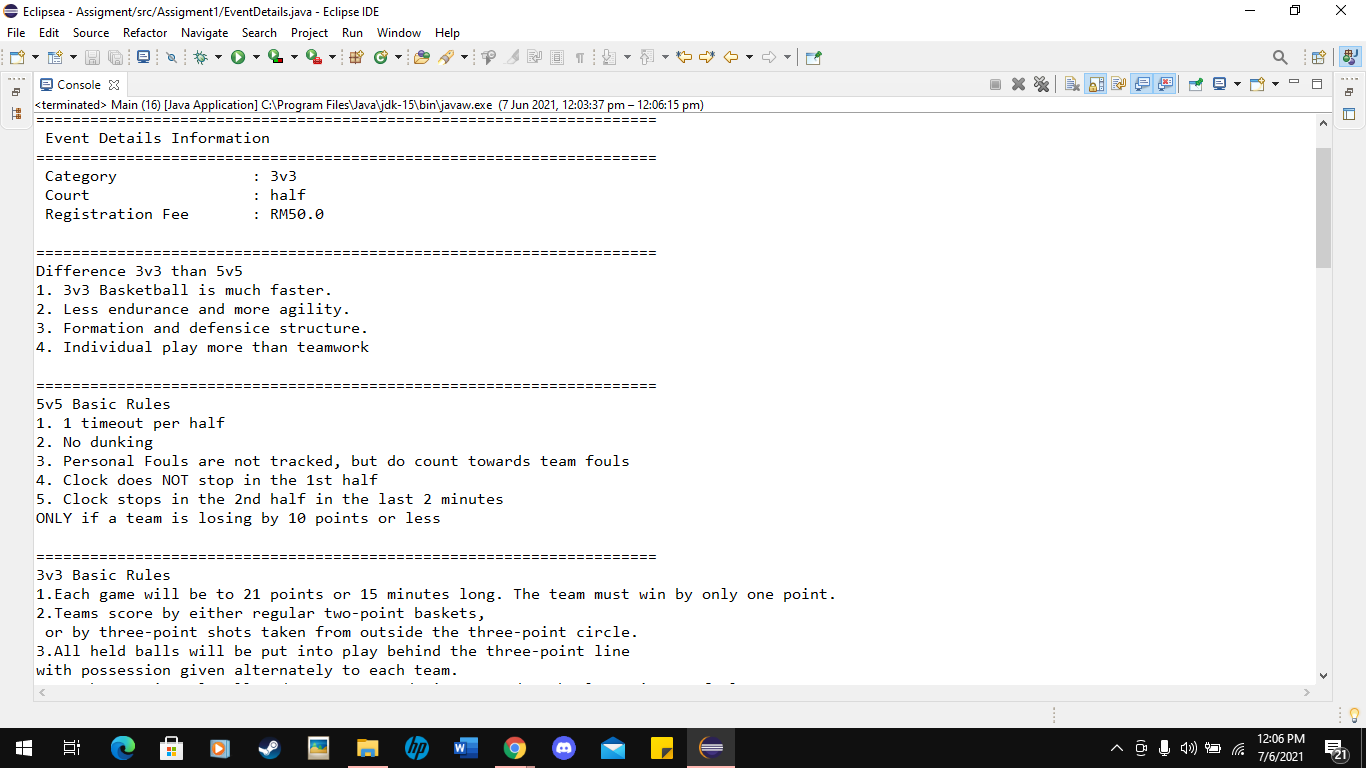 Eclipsea - Assigment/src/Assigment1/EventDetails.java - Eclipse IDE
File Edit Source Refactor Navigate Search Project Run Window Help
Console
<terminated> Main (16) [Java Application] C:\Program Files\Java\jdk-15\bin\javaw.exe (7 Jun 2021, 12:03:37 pm – 12:06:15 pm)
=====================================================================
Event Details Information
=====================================================================
Category : 3v3
Court : half
Registration Fee : RM50.0
=====================================================================
Difference 3v3 than 5v5
1. 3v3 Basketball is much faster.
2. Less endurance and more agility.
3. Formation and defensice structure.
4. Individual play more than teamwork
=====================================================================
5v5 Basic Rules
1. 1 timeout per half
2. No dunking
3. Personal Fouls are not tracked, but do count towards team fouls
4. Clock does NOT stop in the 1st half
5. Clock stops in the 2nd half in the last 2 minutes
ONLY if a team is losing by 10 points or less
=====================================================================
3v3 Basic Rules
1.Each game will be to 21 points or 15 minutes long. The team must win by only one point.
2.Teams score by either regular two-point baskets,
or by three-point shots taken from outside the three-point circle.
3.All held balls will be put into play behind the three-point line
with possession given alternately to each team.
12:06 PM
7/6/2021
21